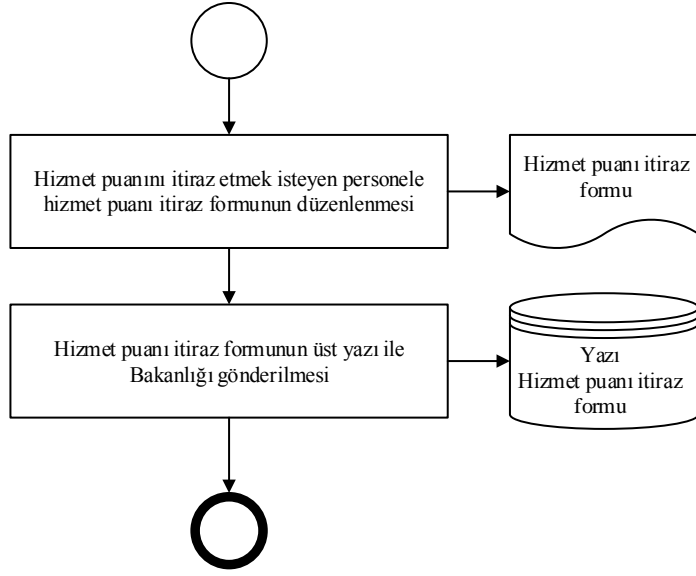 Hizmet puanını itiraz etmek isteyen personele
hizmet puanı itiraz formunun düzenlenmesi
Hizmet puanı itiraz
formu
Hizmet puanı itiraz formunun üst yazı ile
Bakanlığı gönderilmesi
Yazı
Hizmet puanı itiraz
formu